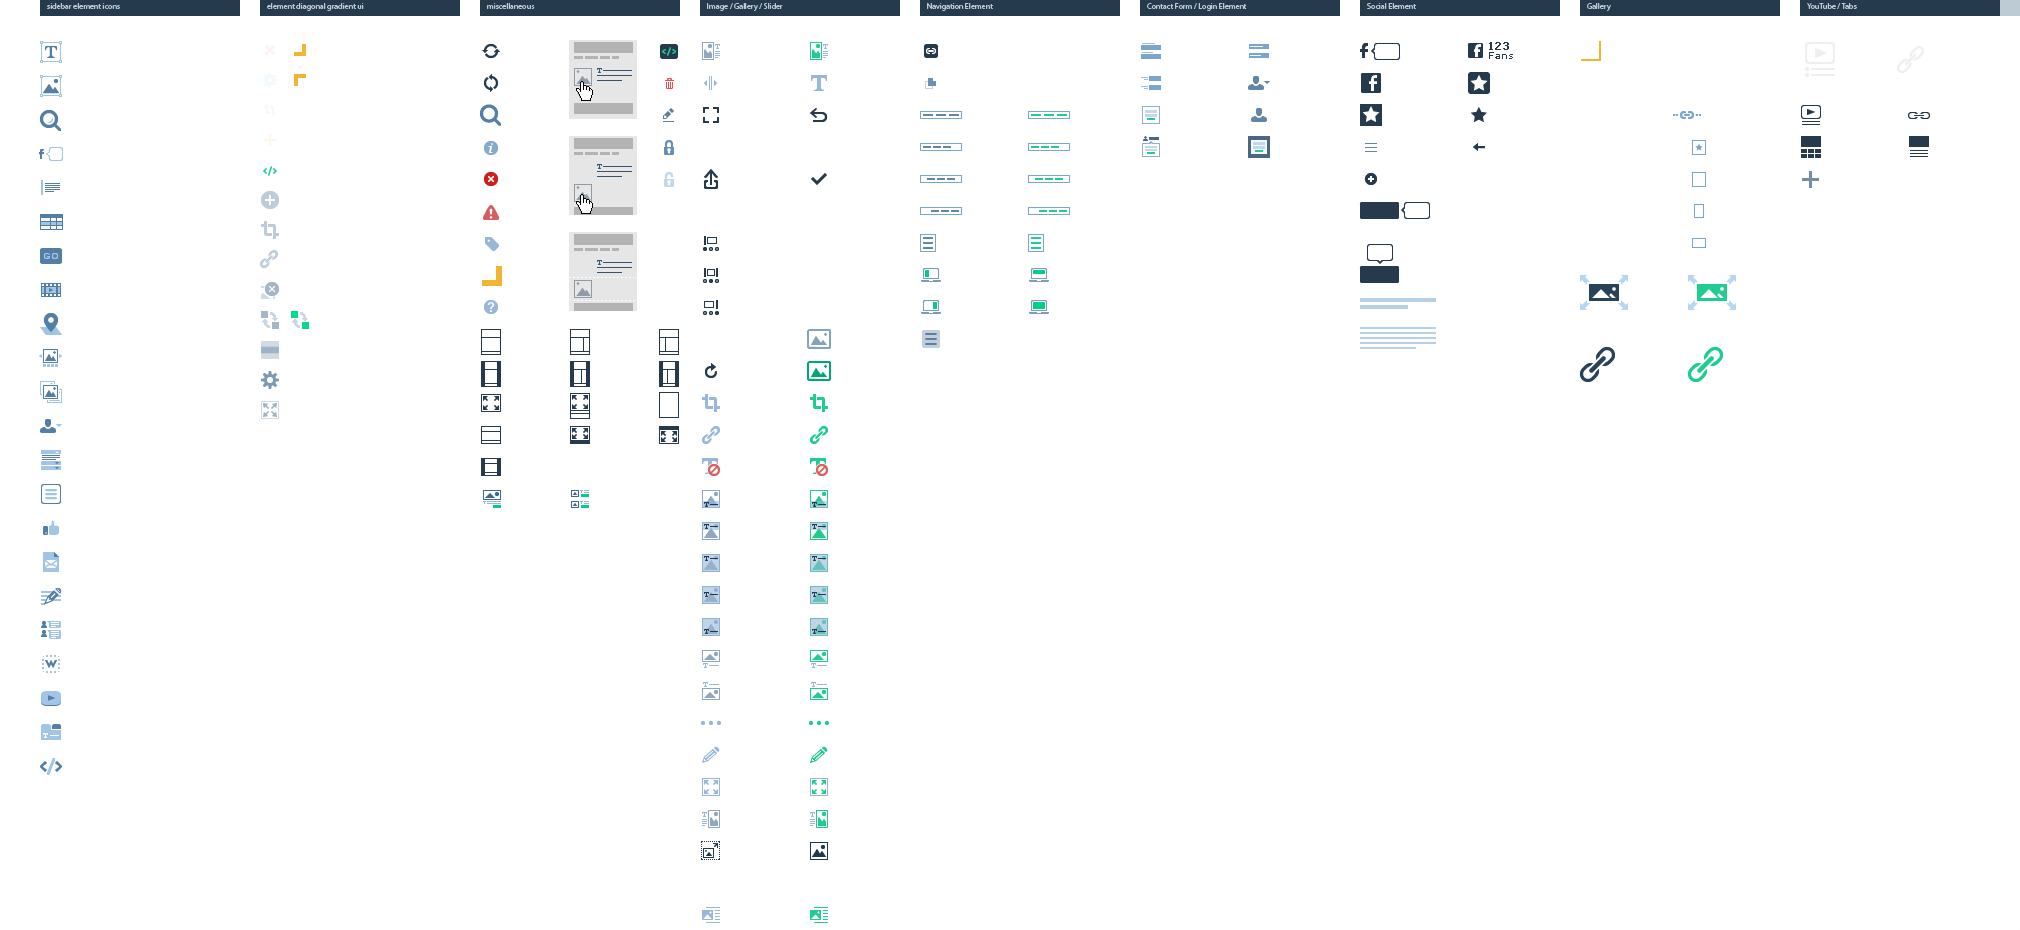 sidebar element icons
element diagonal gradient ui
miscellaneous
Image / Gallery / Slider
Navigation Element
Contact Form / Login Element
Social Element
Gallery
YouTube / Tabs
123
Fans
GO